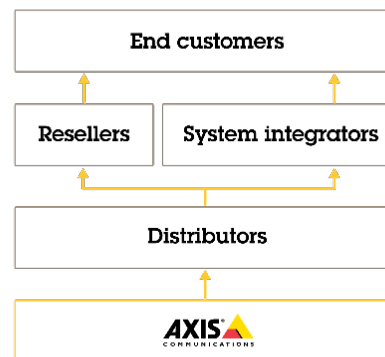 End customers
Resellers
System integrators
Distributors
AXIS
COMMUNICATIONS